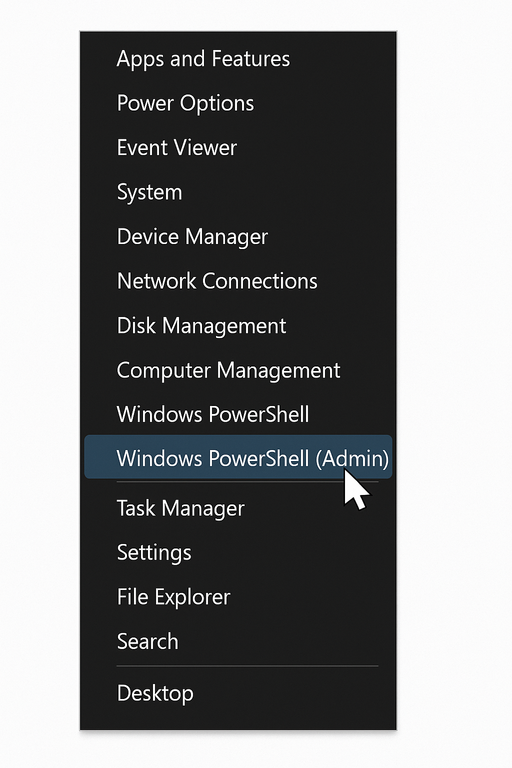 Apps and Features
Power Options
Event Viewer
System
Device Manager
Network Connections
Disk Management
Computer Management
Windows PowerShell
Windows PowerShell (Admin)
Task Manager
Settings
File Explorer
Search
Desktop